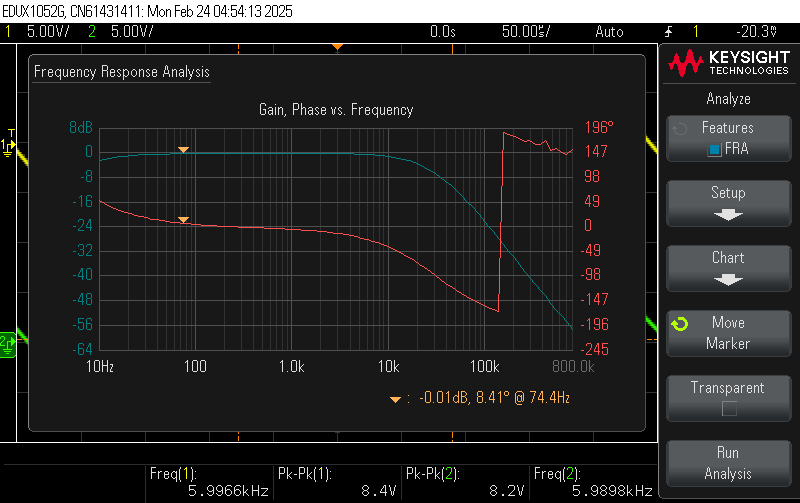 EDUX1052G, CN61431411: Mon Feb 24 04:54:13 2025
1 5.00V/ 2 5.00V/ 0.0s 50.00ms/ Auto 1 -20.3V
KEYSIGHT
TECHNOLOGIES
Analyze
Features
FRA
Setup
Chart
Move
Marker
Transparent
Run
Analysis
Frequency Response Analysis
Gain, Phase vs. Frequency
8dB 196°
0 147
-8 98
-16 49
-24 0
-32 -49
-40 -98
-48 -147
-56 -196
-64 -245
10Hz 100 1.0k 10k 100k 800.0k
: -0.01dB, 8.41° @ 74.4Hz
T
1
2
Freq(1): Pk-Pk(1): Pk-Pk(2): Freq(2):
5.9966kHz 8.4V 8.2V 5.9898kHz